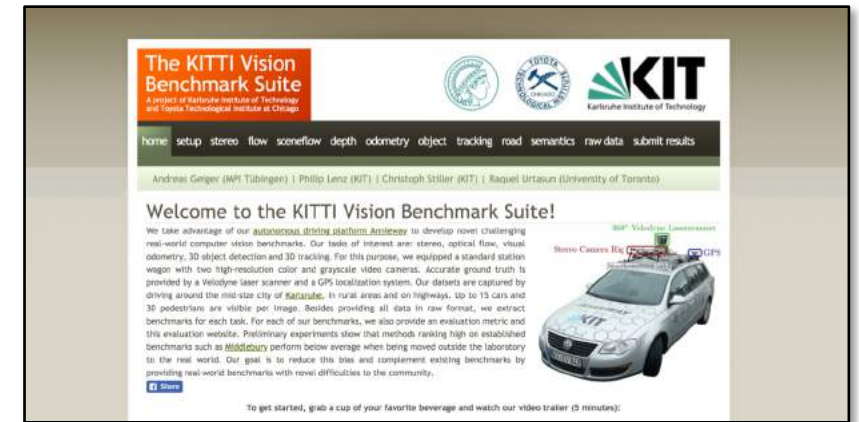 The KITTI Vision
Benchmark Suite
A project of Karlsruhe Institute of Technology
and Toyota Technological Institute at Chicago
KIT
Karlsruhe Institute of Technology
home setup stereo flow sceneflow depth odometry object tracking road semantics raw data submit results
Andreas Geiger (MPI Tübingen) | Philip Lenz (KIT) | Christoph Stiller (KIT) | Raquel Urtasun (University of Toronto)
Welcome to the KITTI Vision Benchmark Suite!
We take advantage of our autonomous driving platform Annieway to develop novel challenging
real-world computer vision benchmarks. Our tasks of interest are: stereo, optical flow, visual
odometry, 3D object detection and 3D tracking. For this purpose, we equipped a standard station
wagon with two high-resolution color and grayscale video cameras. Accurate ground truth is
provided by a Velodyne laser scanner and a GPS localization system. Our datsets are captured by
driving around the mid-size city of Karlsruhe, in rural areas and on highways. Up to 15 cars and
30 pedestrians are visible per image. Besides providing all data in raw format, we extract
benchmarks for each task. For each of our benchmarks, we also provide an evaluation metric and
this evaluation website. Preliminary experiments show that methods ranking high on established
benchmarks such as Middlebury perform below average when being moved outside the laboratory
to the real world. Our goal is to reduce this bias and complement existing benchmarks by
providing real-world benchmarks with novel difficulties to the community.
360° Velodyne Laserscanner
Stereo Camera Rig
GPS
KIT
Share
To get started, grab a cup of your favorite beverage and watch our video trailer (5 minutes):